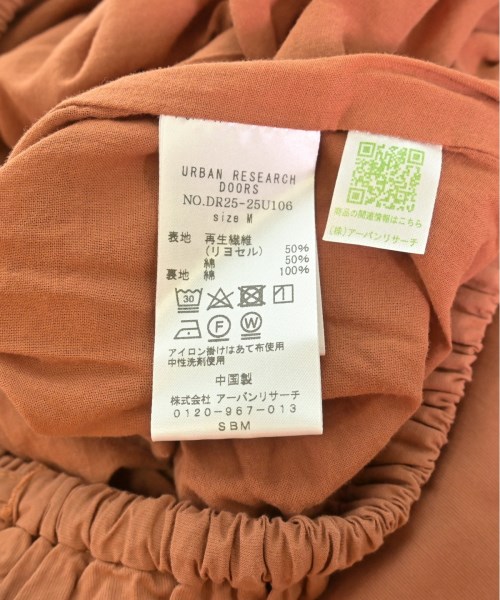 URBAN RESEARCH
DOORS
NO.DR25-25U106
size M
表地 再生繊維
(リヨセル) 50%
綿 50%
裏地 綿 100%
30
F W
アイロン掛けはあて布使用
中性洗剤使用
中国製
株式会社 アーバンリサーチ
0120-967-013
SBM
商品の関連情報はこちら
(株)アーバンリサーチ